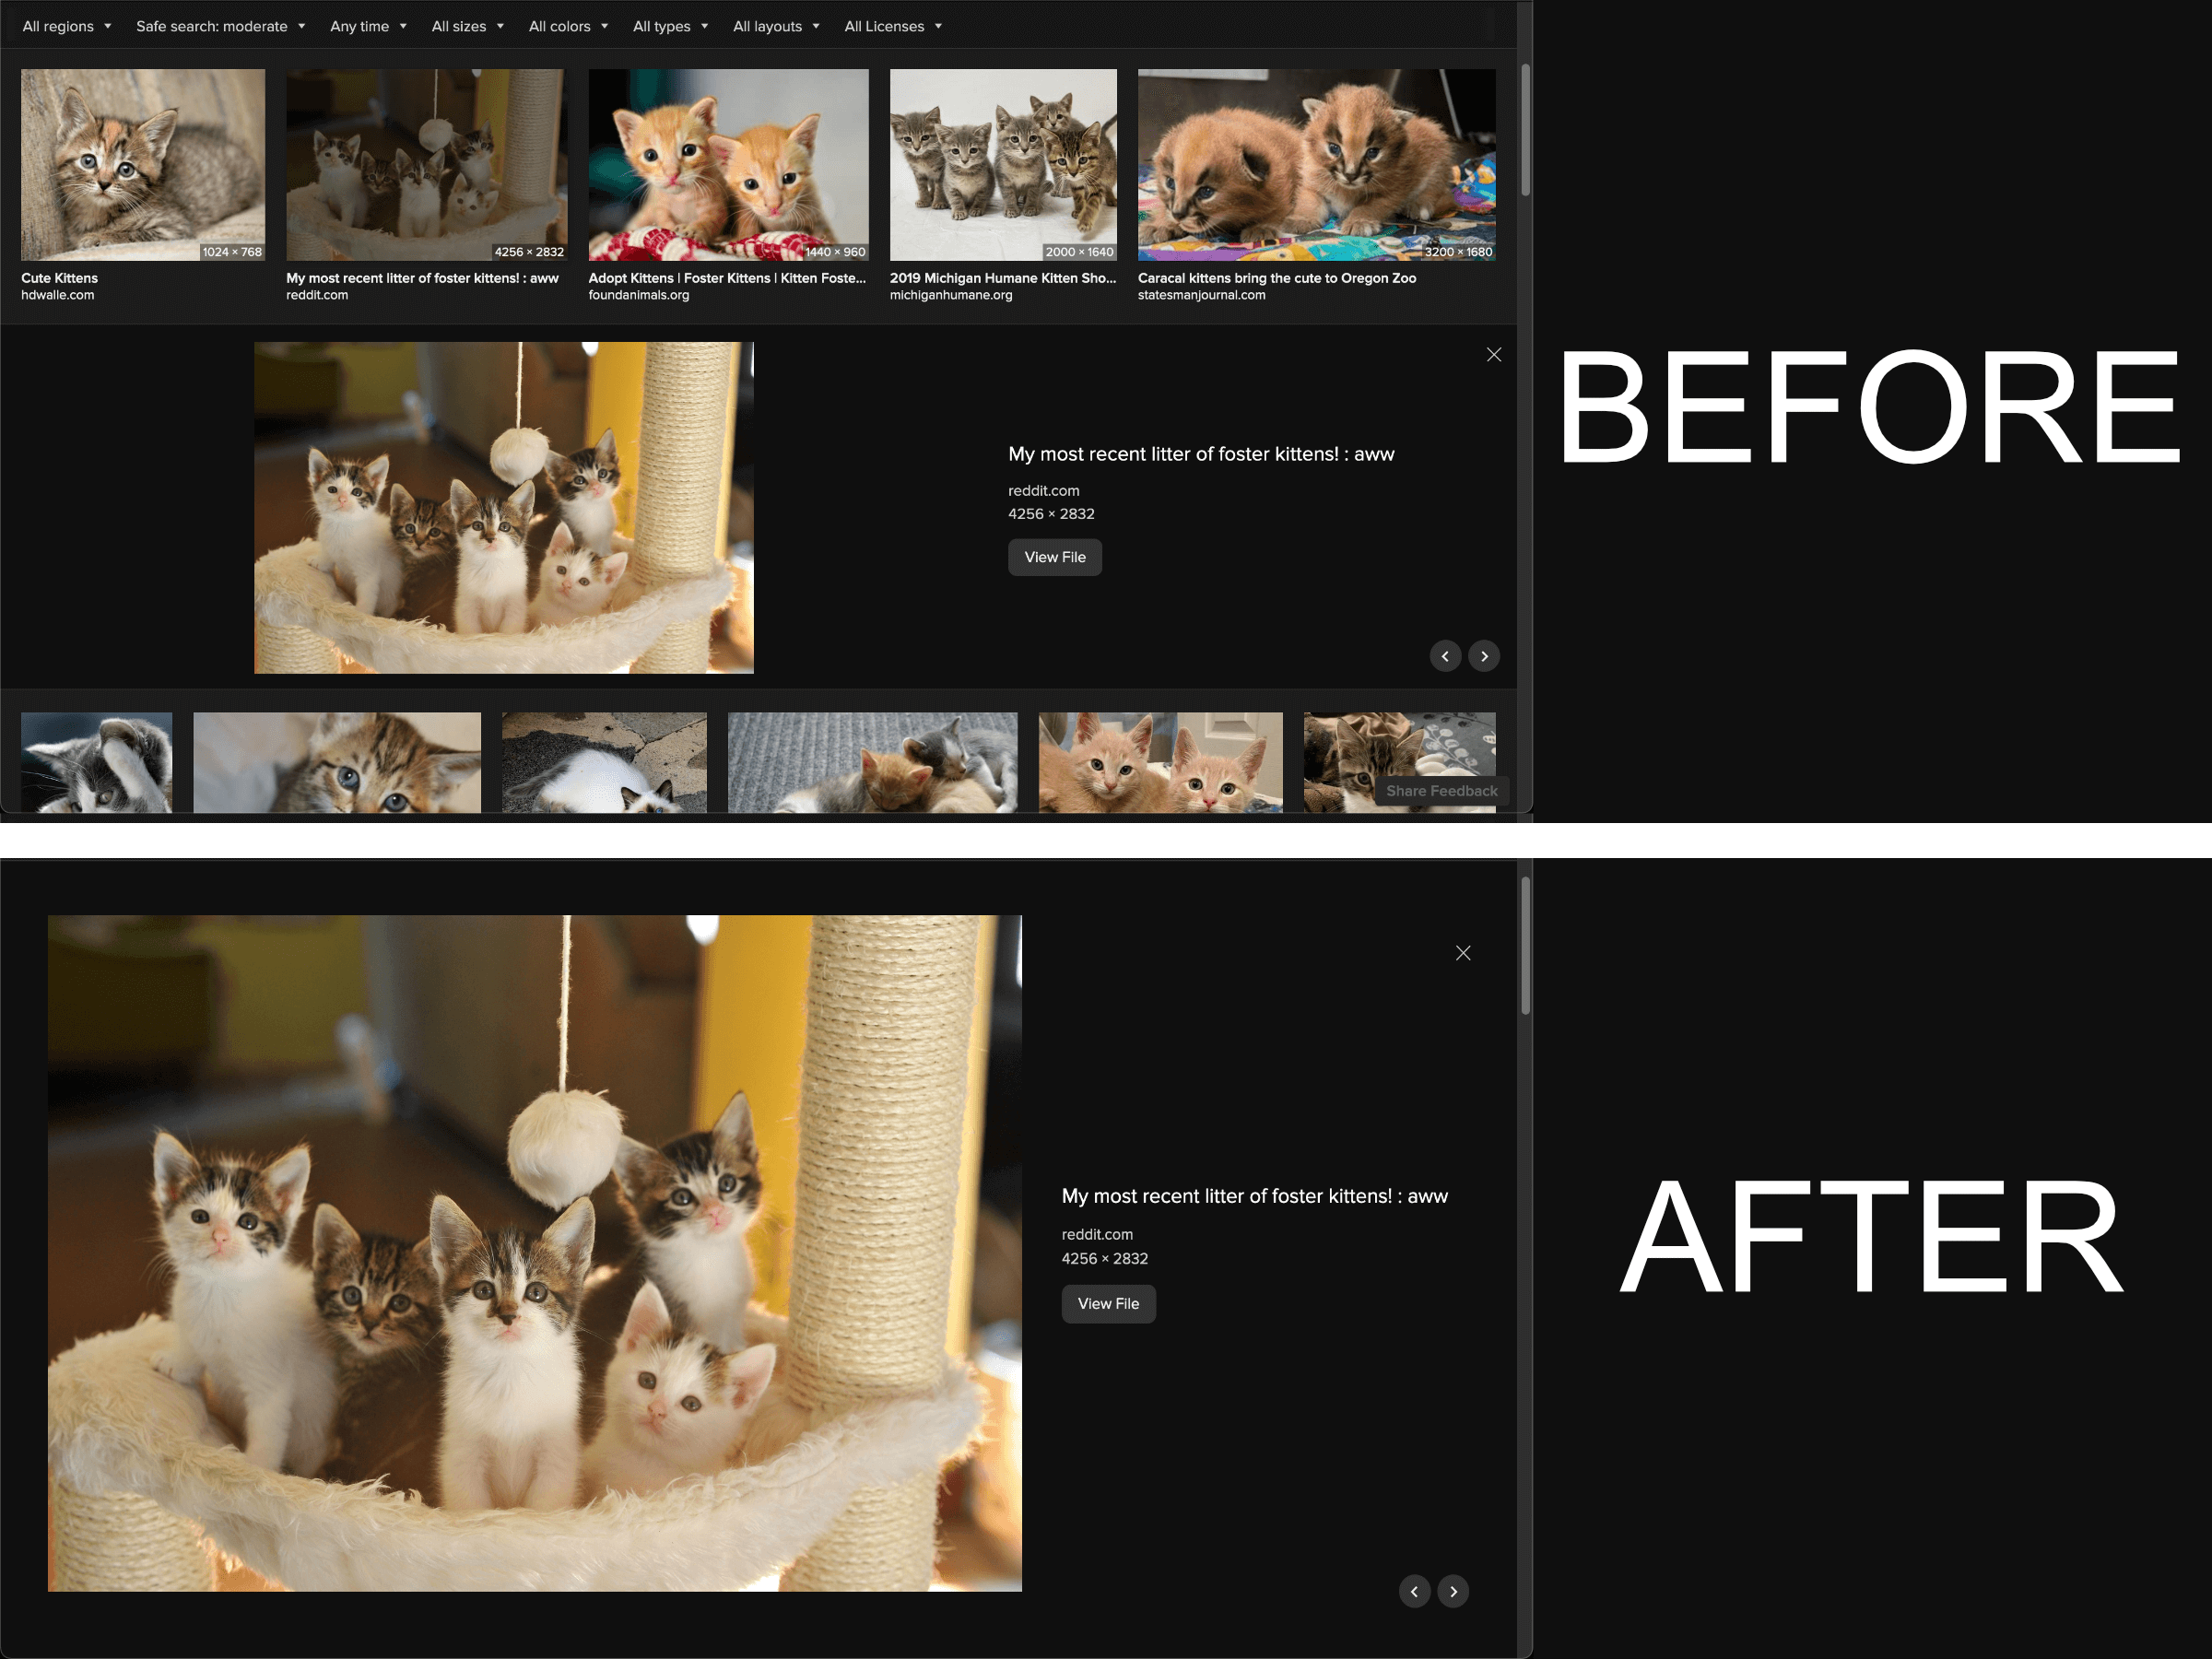 All regions Safe search: moderate Any time All sizes All colors All types All layouts All Licenses
1024 × 768
4256 × 2832
1440 × 960
2000 × 1640
3200 × 1680
Cute Kittens
hdwalle.com
My most recent litter of foster kittens! : aww
reddit.com
Adopt Kittens | Foster Kittens | Kitten Foste...
foundanimals.org
2019 Michigan Humane Kitten Sho...
michiganhumane.org
Caracal kittens bring the cute to Oregon Zoo
statesmanjournal.com
BEFORE
My most recent litter of foster kittens! : aww
reddit.com
4256 × 2832
View File
Share Feedback
AFTER
My most recent litter of foster kittens! : aww
reddit.com
4256 × 2832
View File